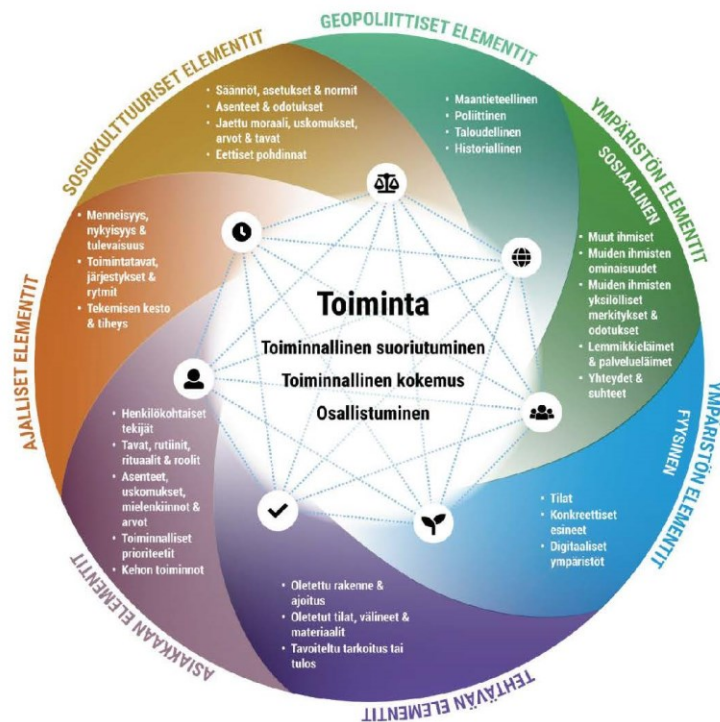 GEOPOLIITTISET ELEMENTIT
• Maantieteellinen
• Poliittinen
• Taloudellinen
• Historiallinen
YMPÄRISTÖN ELEMENTIT
SOSIAALINEN
• Muut ihmiset
• Muiden ihmisten
ominaisuudet
• Muiden ihmisten
yksilölliset
merkitykset &
odotukset
• Lemmikkieläimet
& palvelueläimet
• Yhteydet &
suhteet
YMPÄRISTÖN ELEMENTIT
FYYSINEN
• Tilat
• Konkreettiset
esineet
• Digitaaliset
ympäristöt
TEHTÄVÄN ELEMENTIT
• Oletettu rakenne &
ajoitus
• Oletetut tilat, välineet &
materiaalit
• Tavoiteltu tarkoitus tai
tulos
ASIAKKAAN ELEMENTIT
• Henkilökohtaiset
tekijät
• Tavat, rutiinit,
rituaalit & roolit
• Asenteet,
uskomukset,
mielenkiinnot &
arvot
• Toiminnalliset
prioriteetit
• Kehon toiminnot
AJALLISET ELEMENTIT
• Menneisyys,
nykyisyys &
tulevaisuus
• Toimintatavat,
järjestykset &
rytmit
• Tekemisen kesto
& tiheys
SOSIOKULTTUURISET ELEMENTIT
• Säännöt, asetukset & normit
• Asenteet & odotukset
• Jaettu moraali, uskomukset,
arvot & tavat
• Eettiset pohdinnat
Toiminta
Toiminnallinen suoriutuminen
Toiminnallinen kokemus
Osallistuminen